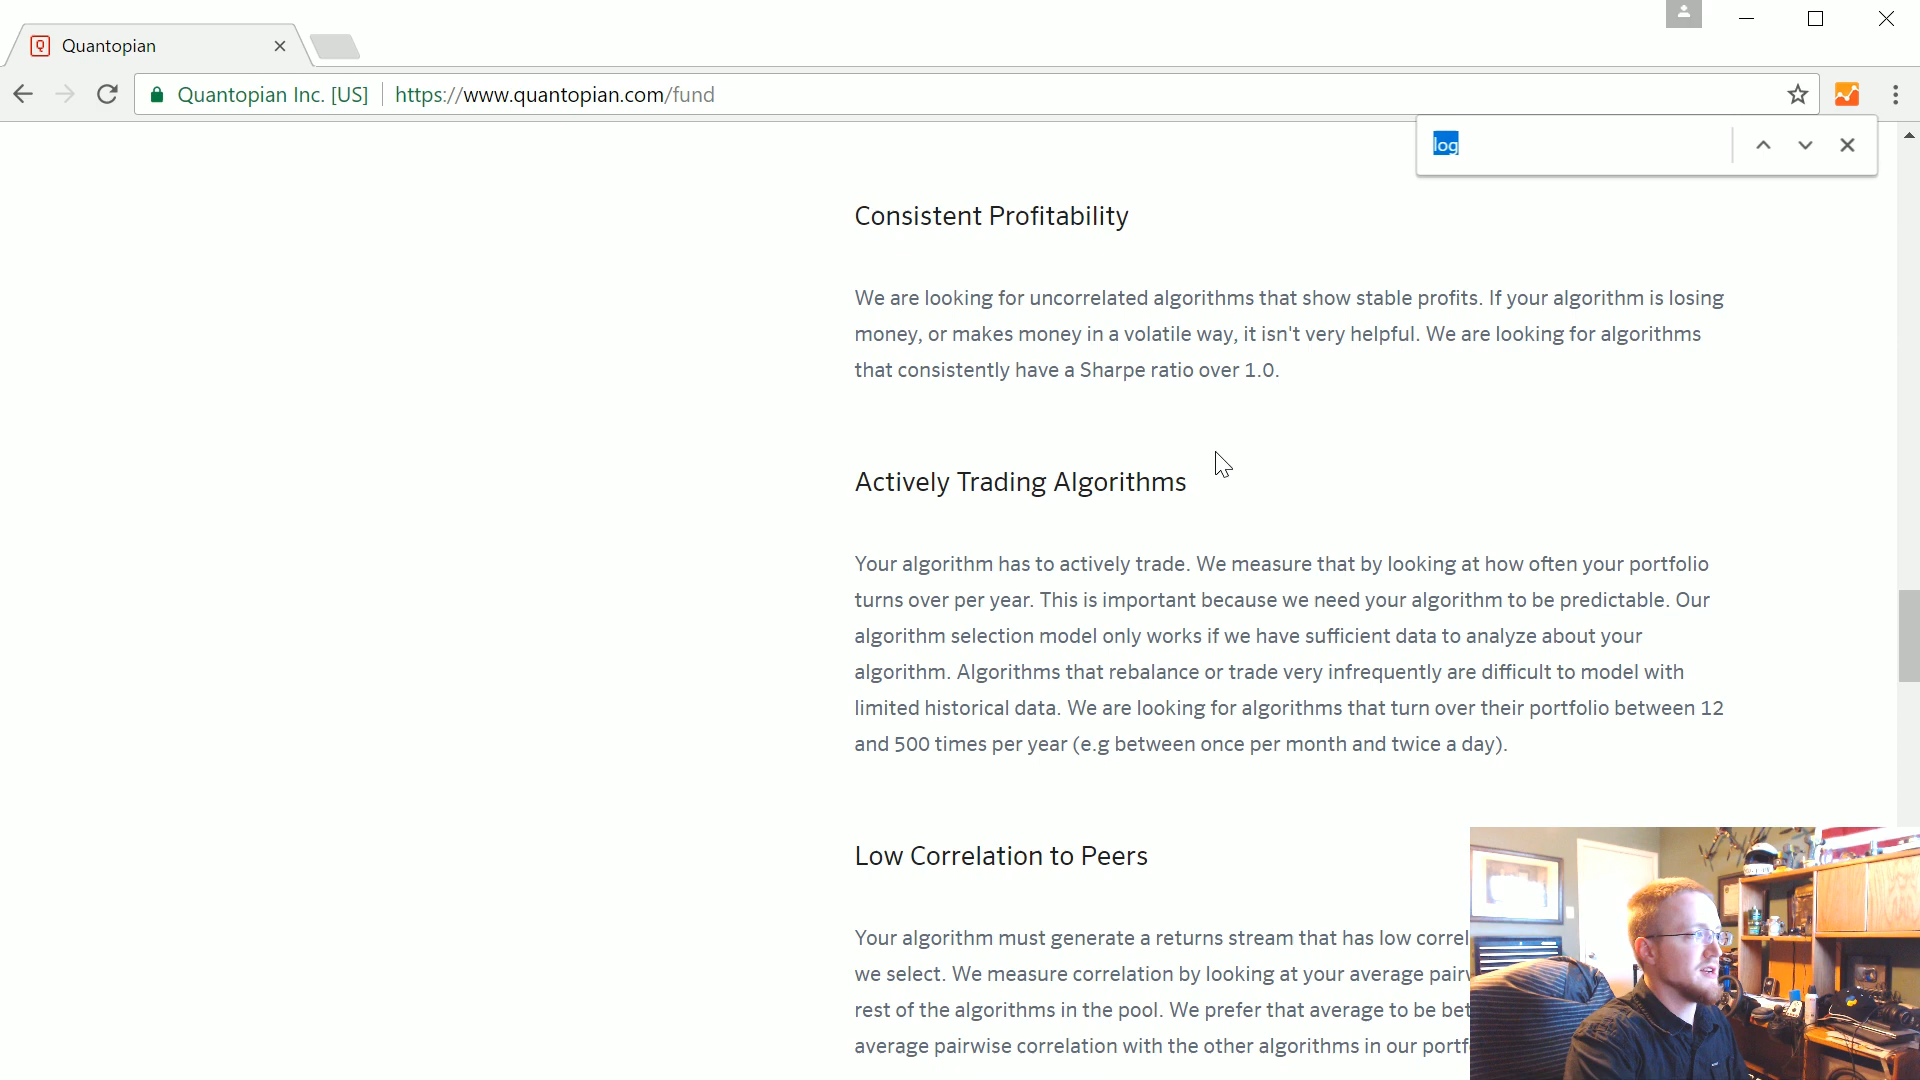 Quantopian
Quantopian Inc. [US] https://www.quantopian.com/fund
log
Consistent Profitability
We are looking for uncorrelated algorithms that show stable profits. If your algorithm is losing
money, or makes money in a volatile way, it isn't very helpful. We are looking for algorithms
that consistently have a Sharpe ratio over 1.0.
Actively Trading Algorithms
Your algorithm has to actively trade. We measure that by looking at how often your portfolio
turns over per year. This is important because we need your algorithm to be predictable. Our
algorithm selection model only works if we have sufficient data to analyze about your
algorithm. Algorithms that rebalance or trade very infrequently are difficult to model with
limited historical data. We are looking for algorithms that turn over their portfolio between 12
and 500 times per year (e.g between once per month and twice a day).
Low Correlation to Peers
Your algorithm must generate a returns stream that has low correl
we select. We measure correlation by looking at your average pairw
rest of the algorithms in the pool. We prefer that average to be bet
average pairwise correlation with the other algorithms in our portf